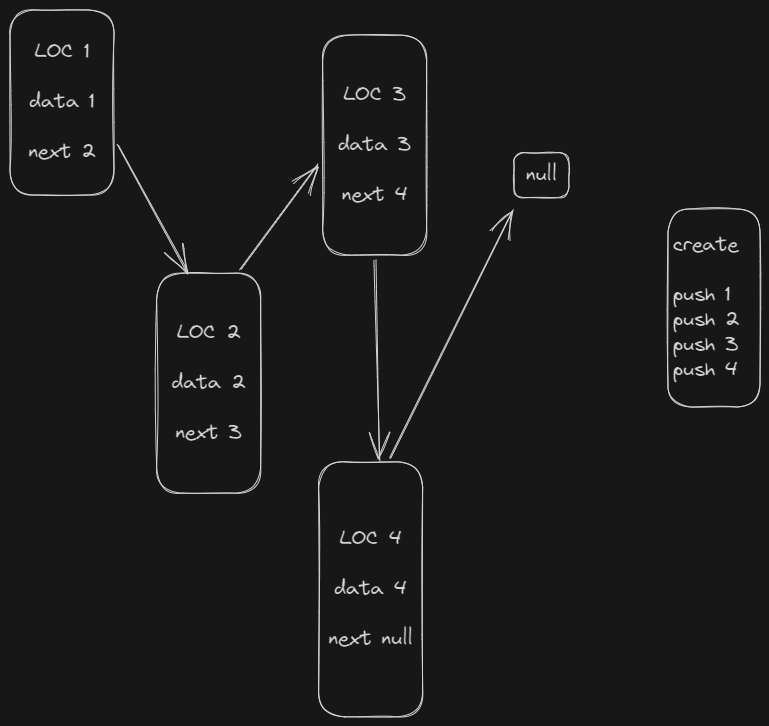 LOC 1
data 1
next 2
LOC 2
data 2
next 3
LOC 3
data 3
next 4
LOC 4
data 4
next null
null
create
push 1
push 2
push 3
push 4